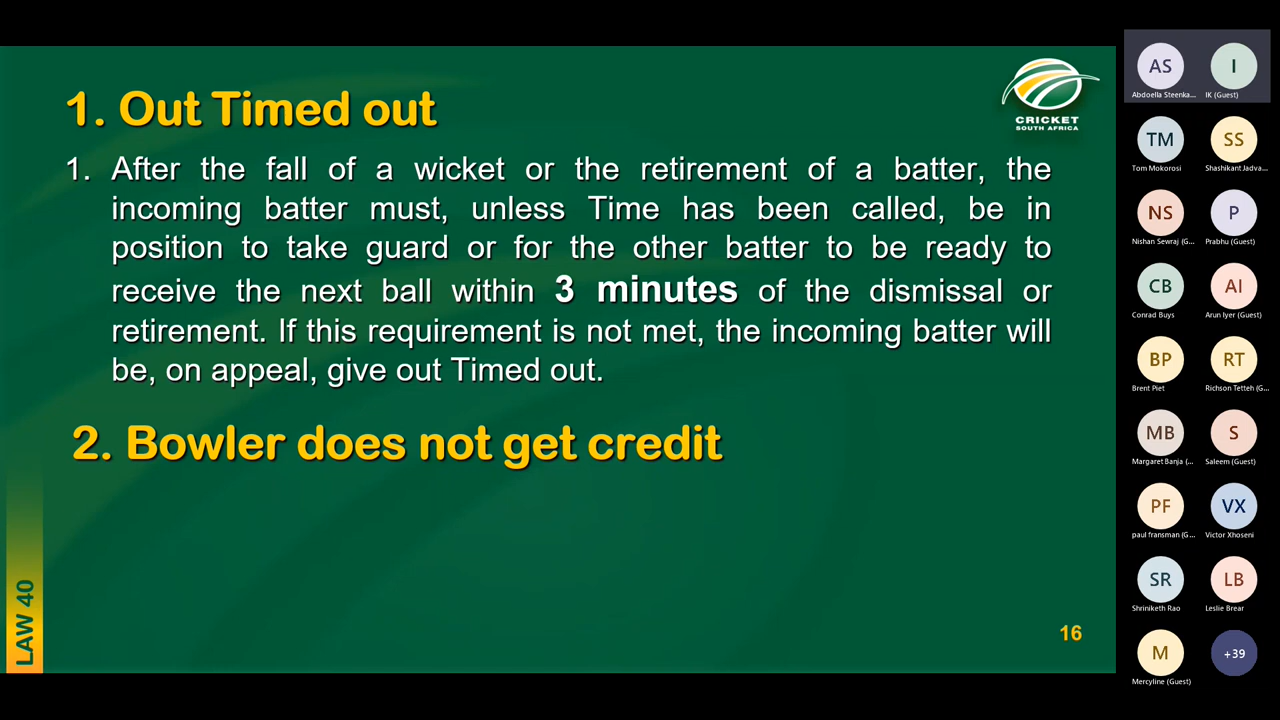 1. Out Timed out
1. After the fall of a wicket or the retirement of a batter, the
incoming batter must, unless Time has been called, be in
position to take guard or for the other batter to be ready to
receive the next ball within 3 minutes of the dismissal or
retirement. If this requirement is not met, the incoming batter will
be, on appeal, give out Timed out.
2. Bowler does not get credit
LAW 40
16
CRICKET
SOUTH AFRICA
AS
Abdoella Steenka...
I
IK (Guest)
TM
Tom Mokorosi
SS
Shashikant Jadva...
NS
Nishan Sewraj (G...
P
Prabhu (Guest)
CB
Conrad Buys
AI
Arun Iyer (Guest)
BP
Brent Piet
RT
Richson Tetteh (G...
MB
Margaret Banja (...
S
Saleem (Guest)
PF
paul fransman (G...
VX
Victor Xhoseni
SR
Shriniketh Rao
LB
Leslie Brear
M
Mercyline (Guest)
+39